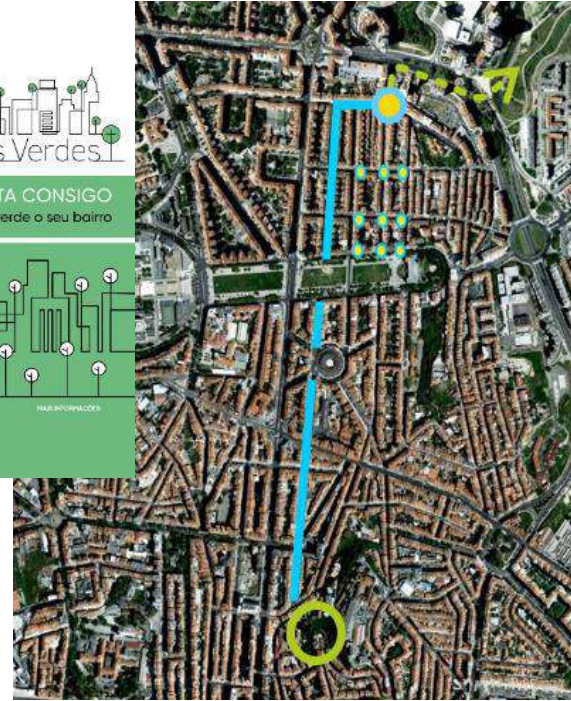 s Verdes
TA CONSIGO
erde o seu bairro
MAIS INFORMAÇÕES